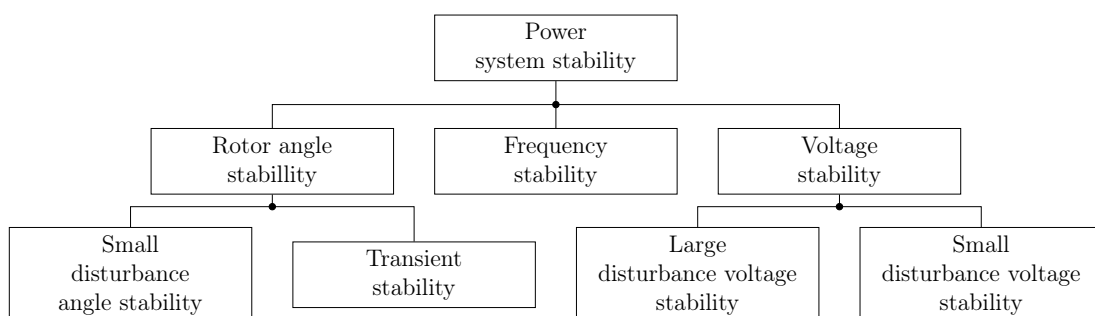 Power
system stability
Rotor angle
stabillity
Frequency
stability
Voltage
stability
Small
disturbance
angle stability
Transient
stability
Large
disturbance voltage
stability
Small
disturbance voltage
stability